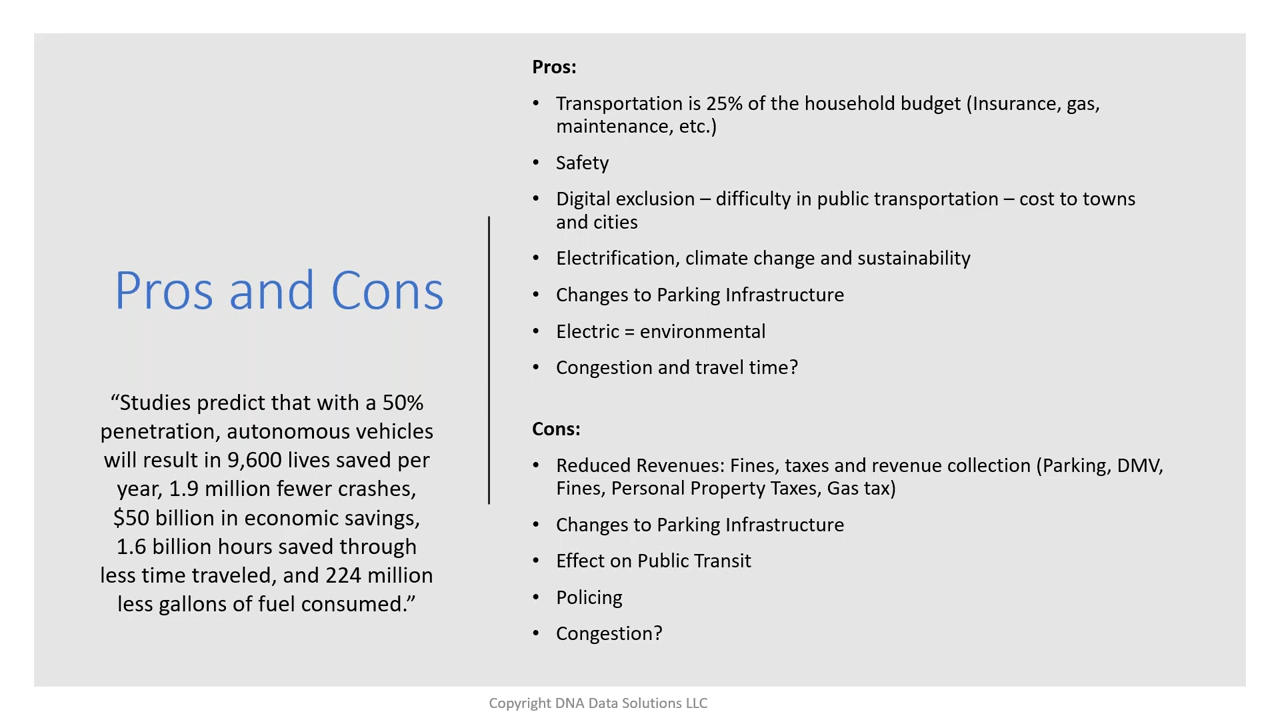 Pros and Cons
“Studies predict that with a 50%
penetration, autonomous vehicles
will result in 9,600 lives saved per
year, 1.9 million fewer crashes,
$50 billion in economic savings,
1.6 billion hours saved through
less time traveled, and 224 million
less gallons of fuel consumed.”
Pros:
• Transportation is 25% of the household budget (Insurance, gas,
maintenance, etc.)
• Safety
• Digital exclusion – difficulty in public transportation – cost to towns
and cities
• Electrification, climate change and sustainability
• Changes to Parking Infrastructure
• Electric = environmental
• Congestion and travel time?
Cons:
• Reduced Revenues: Fines, taxes and revenue collection (Parking, DMV,
Fines, Personal Property Taxes, Gas tax)
• Changes to Parking Infrastructure
• Effect on Public Transit
• Policing
• Congestion?
Copyright DNA Data Solutions LLC